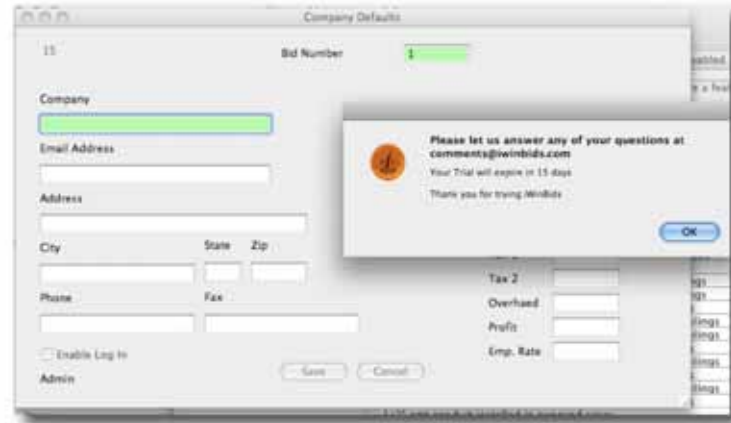 Company Defaults
15
Bid Number
1
Company
Email Address
Address
City
State
Zip
Phone
Fax
Enable Log In
Admin
Save
Cancel
Please let us answer any of your questions at
comments@iwinbids.com
Your Trial will expire in 15 days
Thank you for trying iWinBids
OK
Tax 2
Overhaed
Profit
Emp. Rate